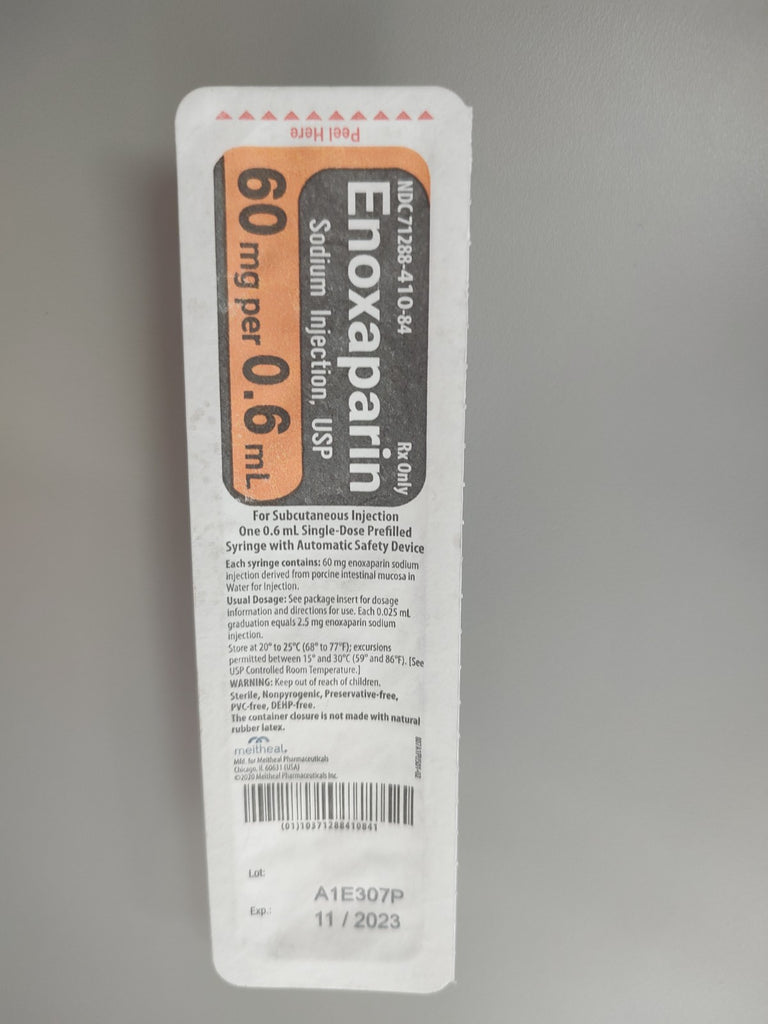 Peel Here
NDC 71288-410-84 Rx Only
Enoxaparin
Sodium Injection, USP
60 mg per 0.6 mL
For Subcutaneous Injection
One 0.6 mL Single-Dose Prefilled
Syringe with Automatic Safety Device
Each syringe contains: 60 mg enoxaparin sodium
injection derived from porcine intestinal mucosa in
Water for Injection.
Usual Dosage: See package insert for dosage
information and directions for use. Each 0.025 mL
graduation equals 2.5 mg enoxaparin sodium
injection.
Store at 20° to 25°C (68° to 77°F); excursions
permitted between 15° and 30°C (59° and 86°F). [See
USP Controlled Room Temperature.]
WARNING: Keep out of reach of children.
Sterile, Nonpyrogenic, Preservative-free,
PVC-free, DEHP-free.
The container closure is not made with natural
rubber latex.
meitheal
Mfd. for Meitheal Pharmaceuticals
Chicago, IL 60631 (USA)
©2020 Meitheal Pharmaceuticals Inc.
(01)10371288410841
Lot: A1E307P
Exp.: 11 / 2023